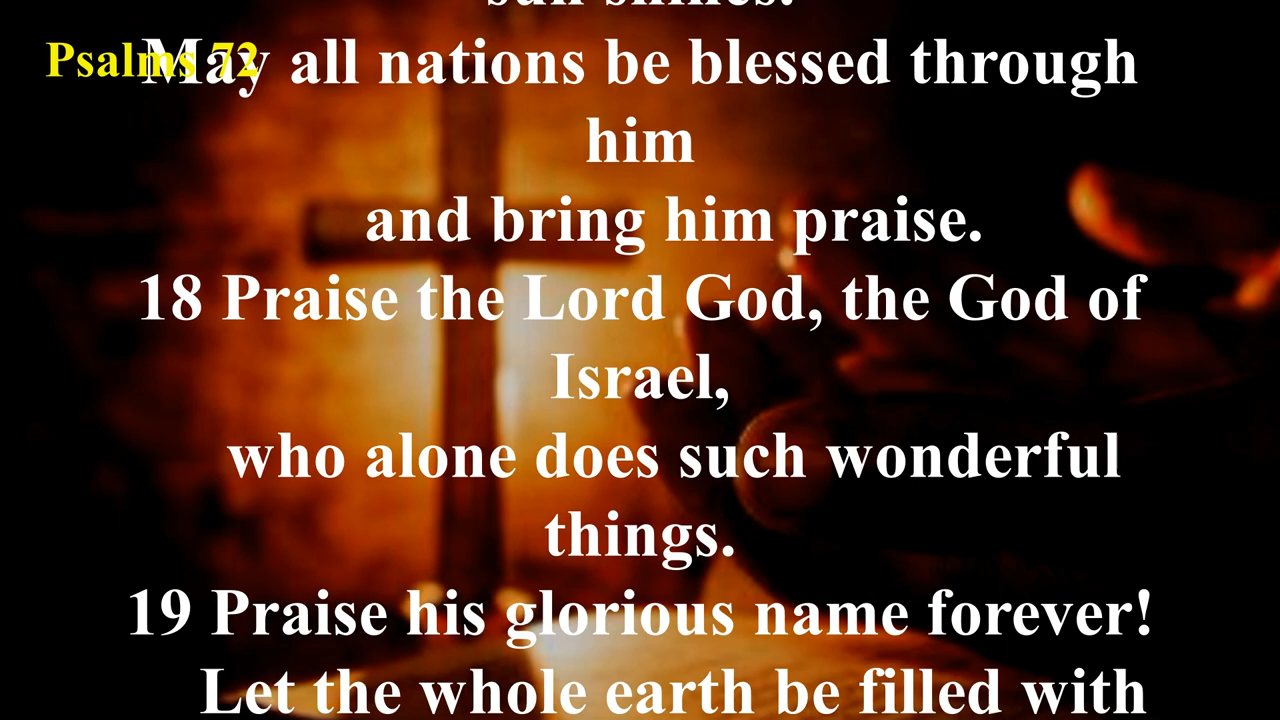 sun shines.
Psalms 72
May all nations be blessed through
him
and bring him praise.
18 Praise the Lord God, the God of
Israel,
who alone does such wonderful
things.
19 Praise his glorious name forever!
Let the whole earth be filled with